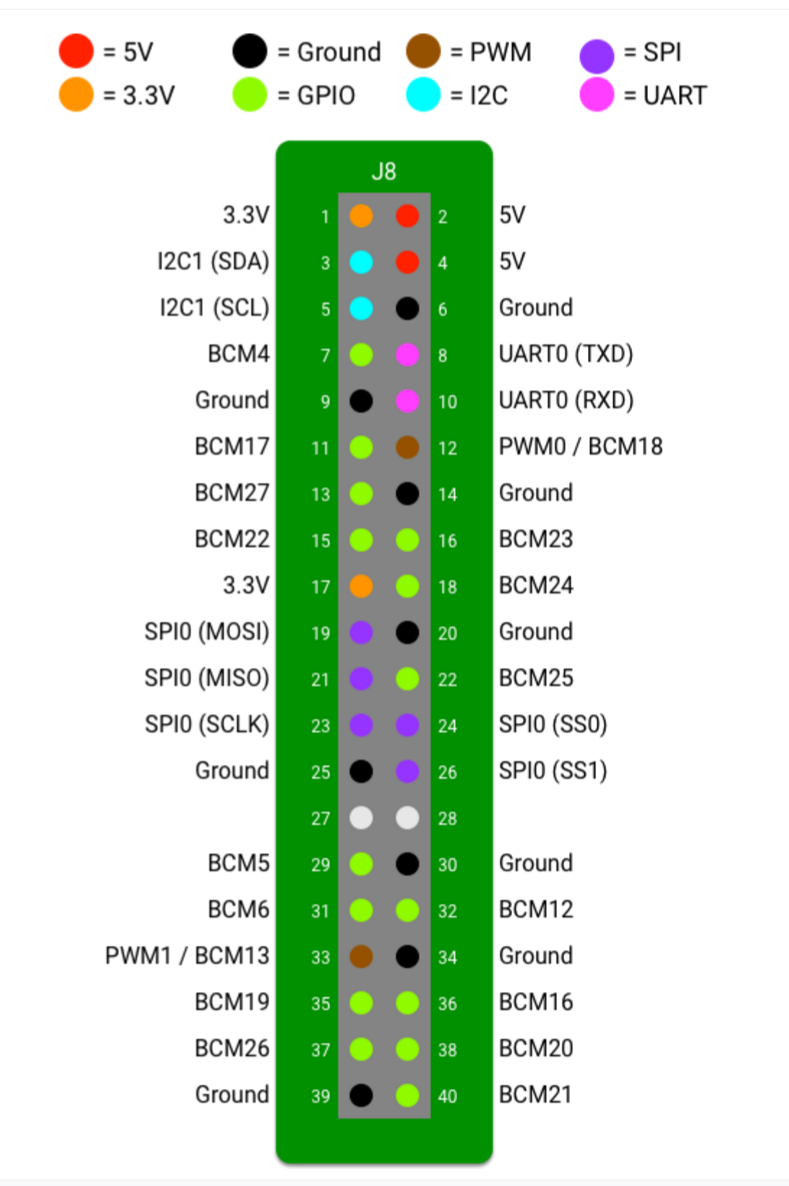 = 5V = Ground = PWM = SPI
= 3.3V = GPIO = I2C = UART
J8
3.3V 1 2 5V
I2C1 (SDA) 3 4 5V
I2C1 (SCL) 5 6 Ground
BCM4 7 8 UART0 (TXD)
Ground 9 10 UART0 (RXD)
BCM17 11 12 PWM0 / BCM18
BCM27 13 14 Ground
BCM22 15 16 BCM23
3.3V 17 18 BCM24
SPI0 (MOSI) 19 20 Ground
SPI0 (MISO) 21 22 BCM25
SPI0 (SCLK) 23 24 SPI0 (SS0)
Ground 25 26 SPI0 (SS1)
27 28
BCM5 29 30 Ground
BCM6 31 32 BCM12
PWM1 / BCM13 33 34 Ground
BCM19 35 36 BCM16
BCM26 37 38 BCM20
Ground 39 40 BCM21